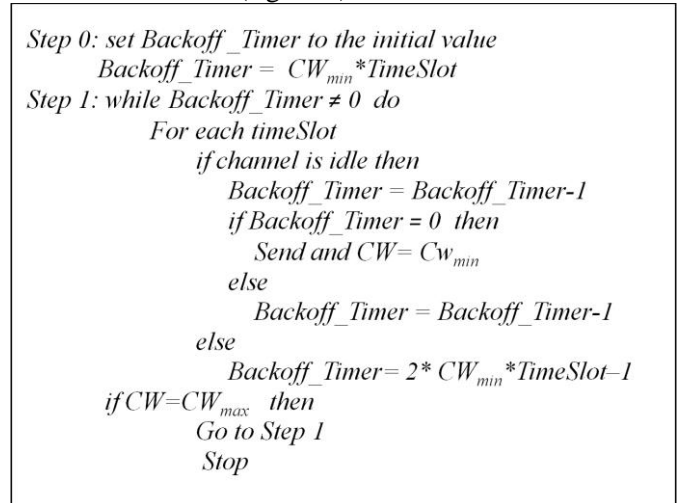 Step 0: set Backoff_Timer to the initial value
Backoff_Timer = CWmin*TimeSlot
Step 1: while Backoff_Timer ≠ 0 do
For each timeSlot
if channel is idle then
Backoff_Timer = Backoff_Timer-1
if Backoff_Timer = 0 then
Send and CW= Cwmin
else
Backoff_Timer = Backoff_Timer-1
else
Backoff_Timer= 2* CWmin*TimeSlot–1
if CW=CWmax then
Go to Step 1
Stop